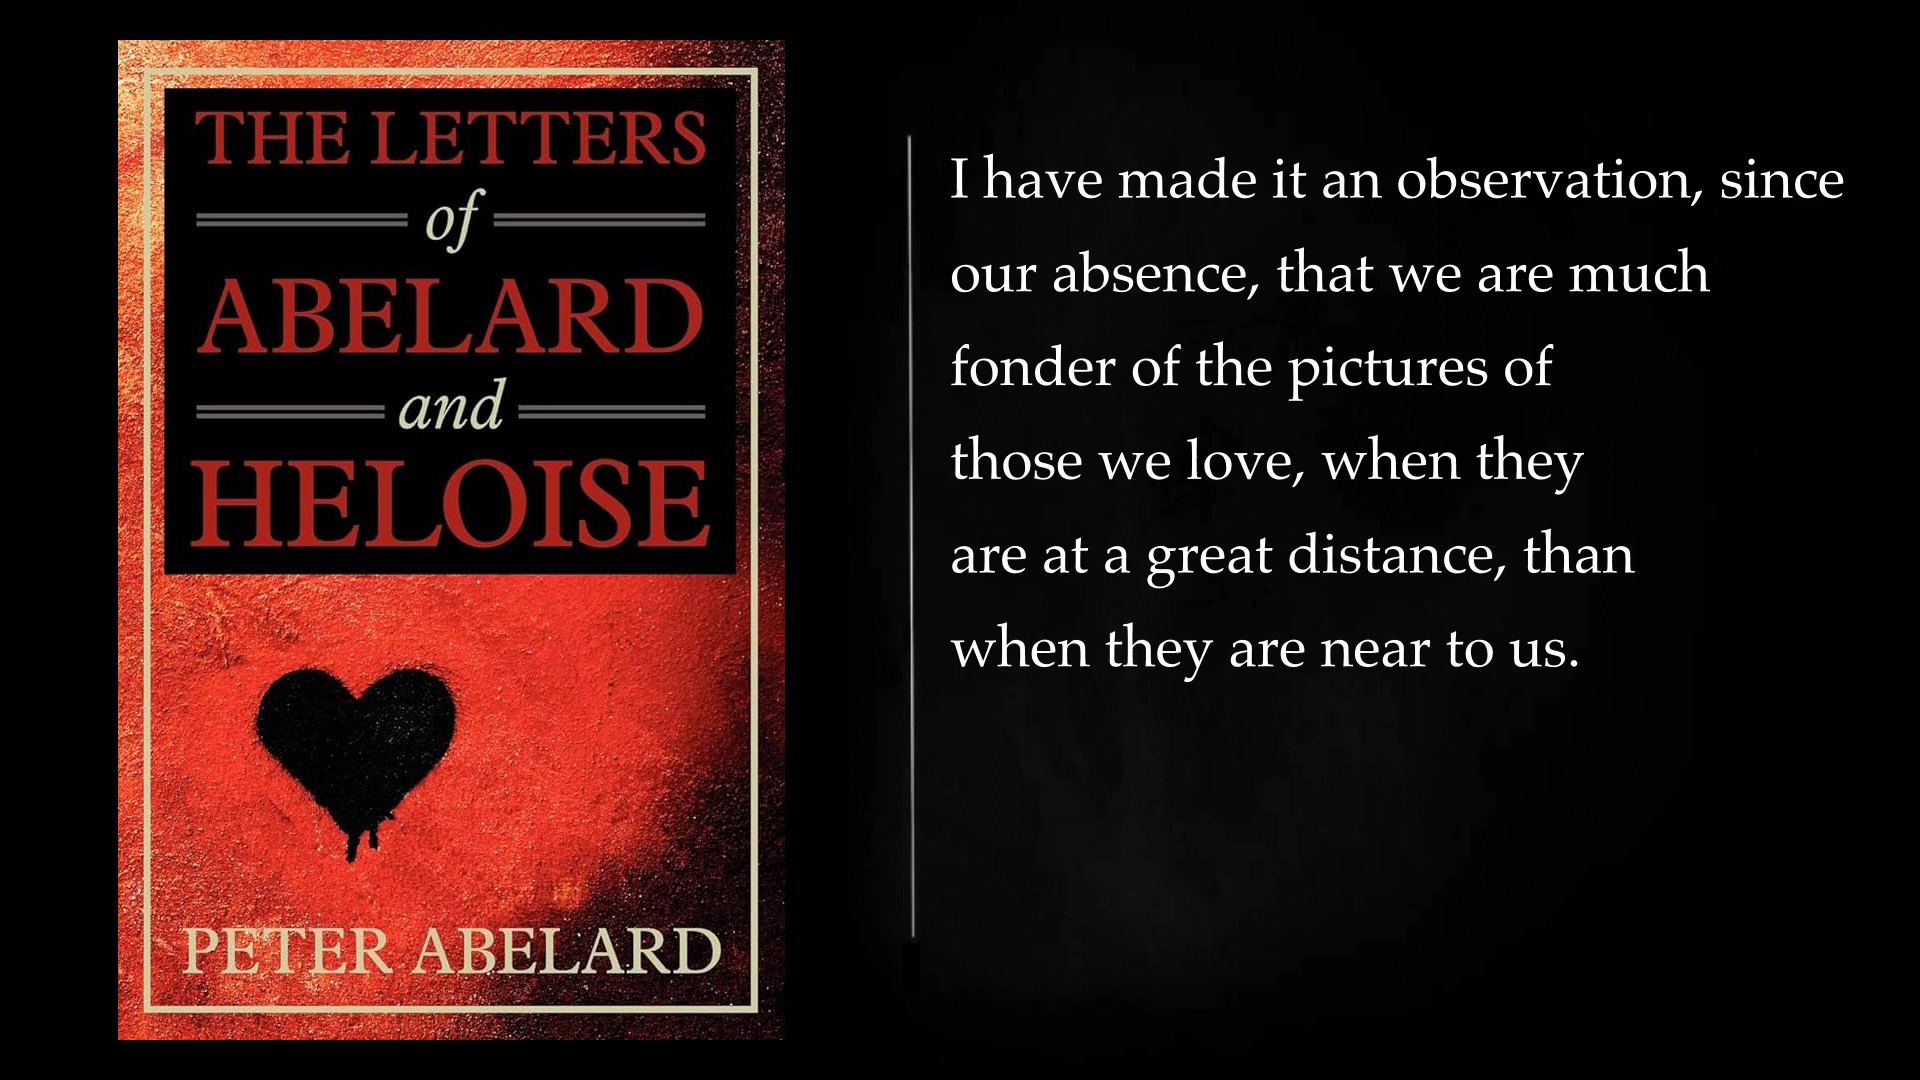 THE LETTERS
of
ABELARD
and
HELOISE
PETER ABELARD
I have made it an observation, since
our absence, that we are much
fonder of the pictures of
those we love, when they
are at a great distance, than
when they are near to us.